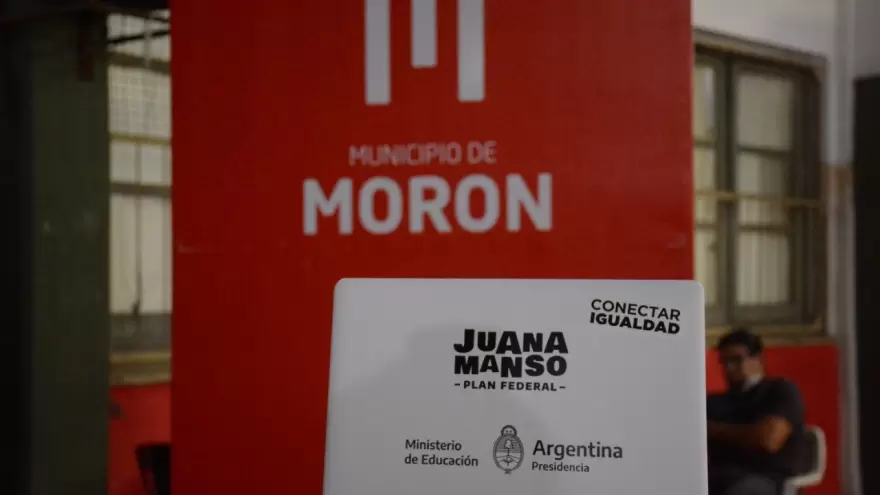 MUNICIPIO DE
MORON
CONECTAR
IGUALDAD
JUANA
MANSO
- PLAN FEDERAL -
Ministerio
de Educación
Argentina
Presidencia